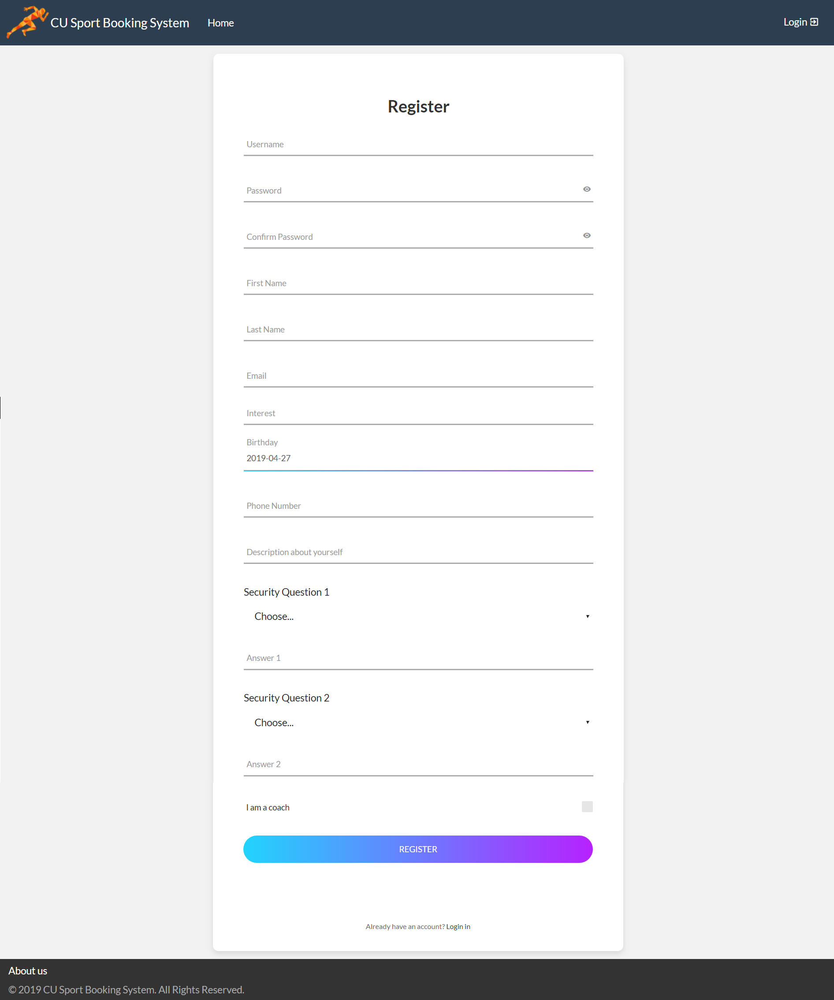 CU Sport Booking System Home Login
Register
Username
Password
Confirm Password
First Name
Last Name
Email
Interest
Birthday
2019-04-27
Phone Number
Description about yourself
Security Question 1
Choose...
Answer 1
Security Question 2
Choose...
Answer 2
I am a coach
REGISTER
Already have an account? Login in
About us
© 2019 CU Sport Booking System. All Rights Reserved.